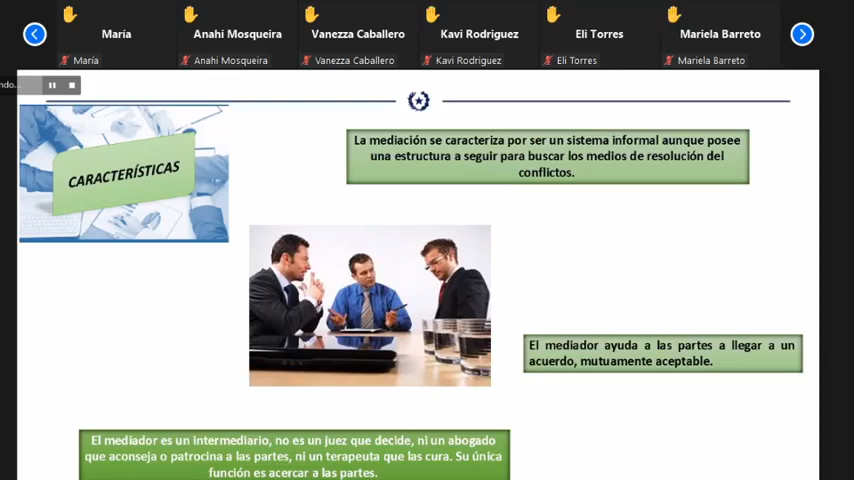 María
Anahi Mosqueira
Vanezza Caballero
Kavi Rodriguez
Eli Torres
Mariela Barreto
María
Anahi Mosqueira
Vanezza Caballero
Kavi Rodriguez
Eli Torres
Mariela Barreto
CARACTERÍSTICAS
La mediación se caracteriza por ser un sistema informal aunque posee
una estructura a seguir para buscar los medios de resolución del
conflictos.
El mediador ayuda a las partes a llegar a un
acuerdo, mutuamente aceptable.
El mediador es un intermediario, no es un juez que decide, ni un abogado
que aconseja o patrocina a las partes, ni un terapeuta que las cura. Su única
función es acercar a las partes.